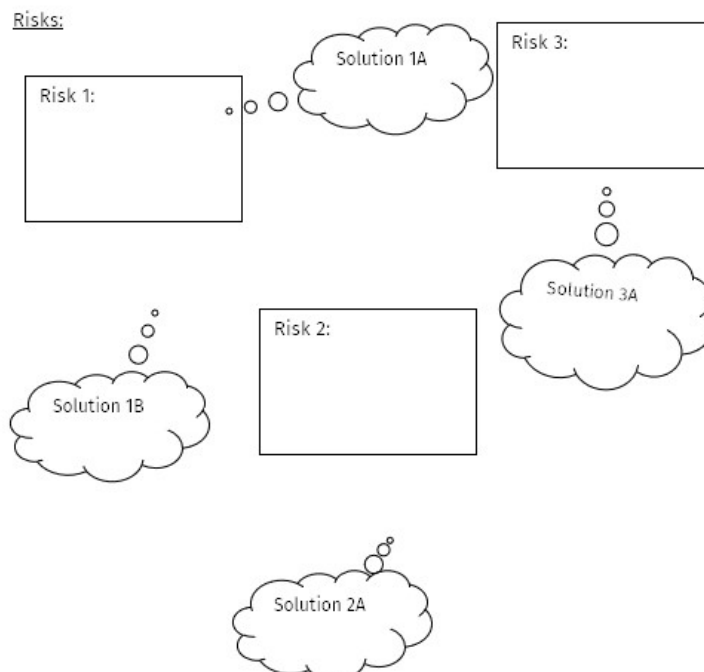 Risks:
Solution 1A
Risk 3:
Risk 1:
Solution 3A
Risk 2:
Solution 1B
Solution 2A